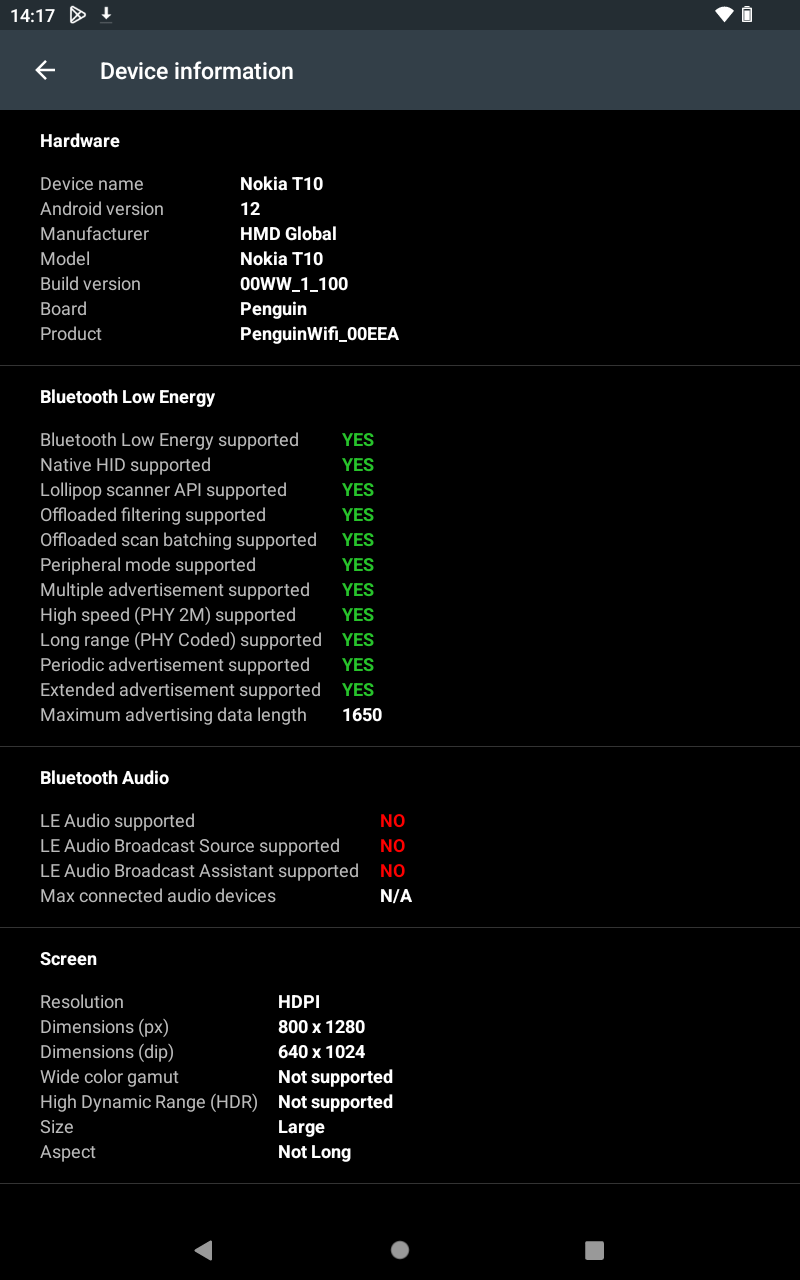 14:17
Device information
Hardware
Device name Nokia T10
Android version 12
Manufacturer HMD Global
Model Nokia T10
Build version 00WW_1_100
Board Penguin
Product PenguinWifi_00EEA
Bluetooth Low Energy
Bluetooth Low Energy supported YES
Native HID supported YES
Lollipop scanner API supported YES
Offloaded filtering supported YES
Offloaded scan batching supported YES
Peripheral mode supported YES
Multiple advertisement supported YES
High speed (PHY 2M) supported YES
Long range (PHY Coded) supported YES
Periodic advertisement supported YES
Extended advertisement supported YES
Maximum advertising data length 1650
Bluetooth Audio
LE Audio supported NO
LE Audio Broadcast Source supported NO
LE Audio Broadcast Assistant supported NO
Max connected audio devices N/A
Screen
Resolution HDPI
Dimensions (px) 800 x 1280
Dimensions (dip) 640 x 1024
Wide color gamut Not supported
High Dynamic Range (HDR) Not supported
Size Large
Aspect Not Long